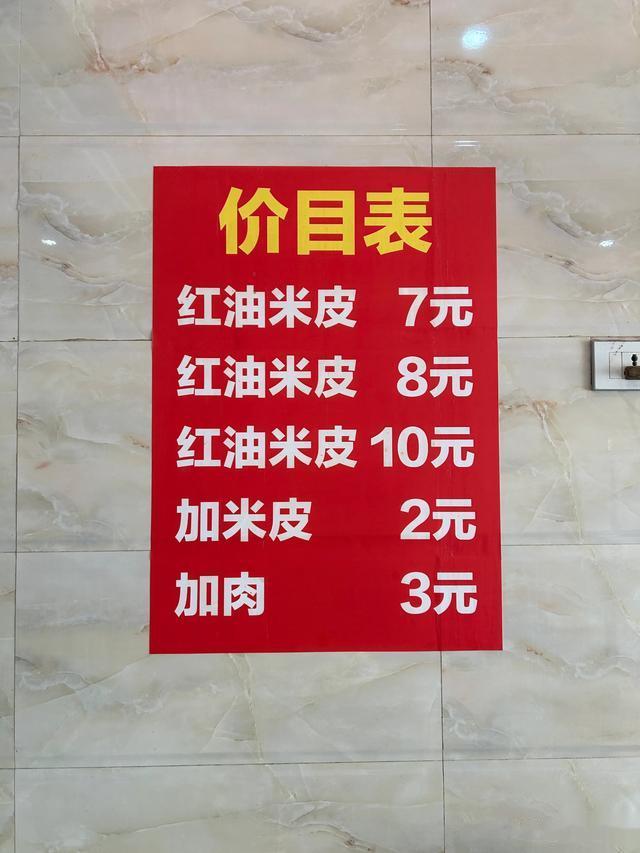 价目表
红油米皮 7元
红油米皮 8元
红油米皮 10元
加米皮 2元
加肉 3元